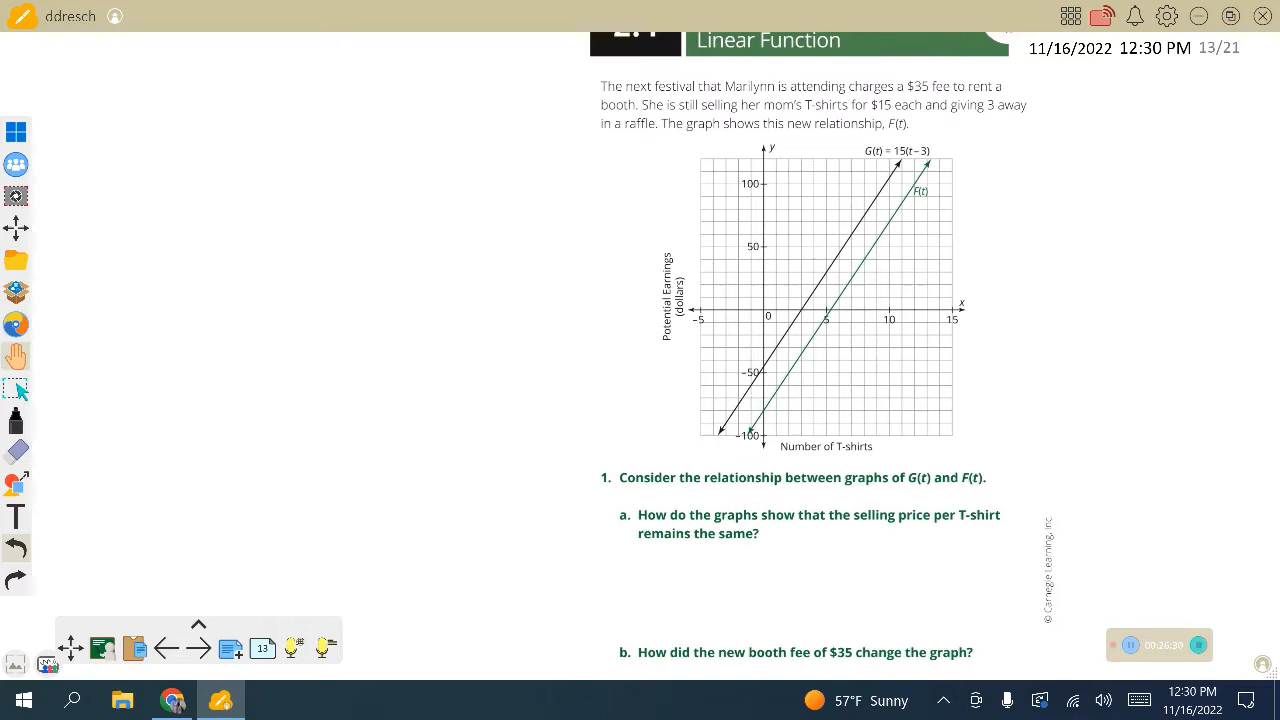 ddresch
Linear Function
11/16/2022 12:30 PM 13/21
The next festival that Marilynn is attending charges a $35 fee to rent a
booth. She is still selling her mom's T-shirts for $15 each and giving 3 away
in a raffle. The graph shows this new relationship, F(t).
y
G(t) = 15(t – 3)
100
F(t)
50
Potential Earnings
(dollars)
x
–5
0
5
10
15
–50
–100
Number of T-shirts
1. Consider the relationship between graphs of G(t) and F(t).
a. How do the graphs show that the selling price per T-shirt
remains the same?
© Carnegie Learning, Inc.
b. How did the new booth fee of $35 change the graph?
13
00:26:30
57°F Sunny
12:30 PM
11/16/2022